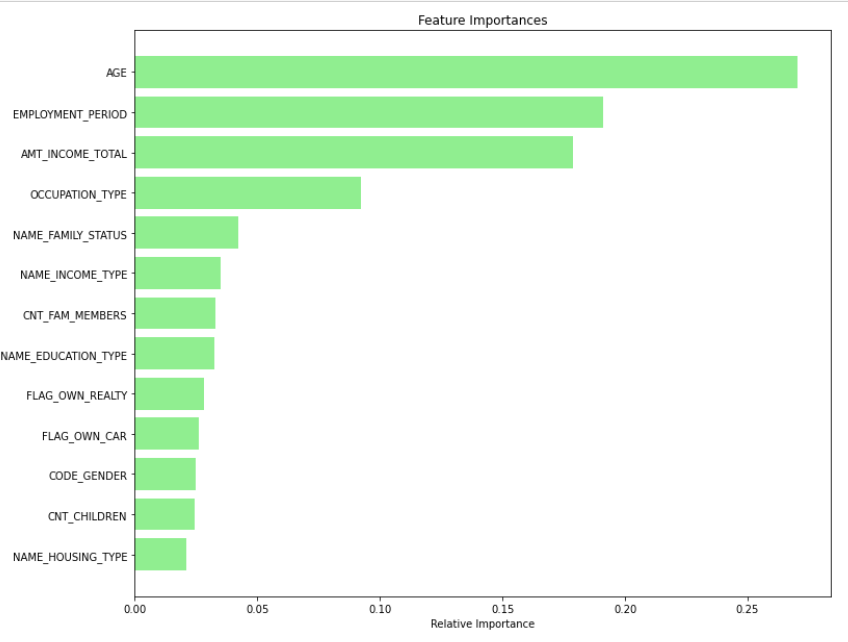 Feature Importances
AGE
EMPLOYMENT_PERIOD
AMT_INCOME_TOTAL
OCCUPATION_TYPE
NAME_FAMILY_STATUS
NAME_INCOME_TYPE
CNT_FAM_MEMBERS
NAME_EDUCATION_TYPE
FLAG_OWN_REALTY
FLAG_OWN_CAR
CODE_GENDER
CNT_CHILDREN
NAME_HOUSING_TYPE
0.00 0.05 0.10 0.15 0.20 0.25
Relative Importance